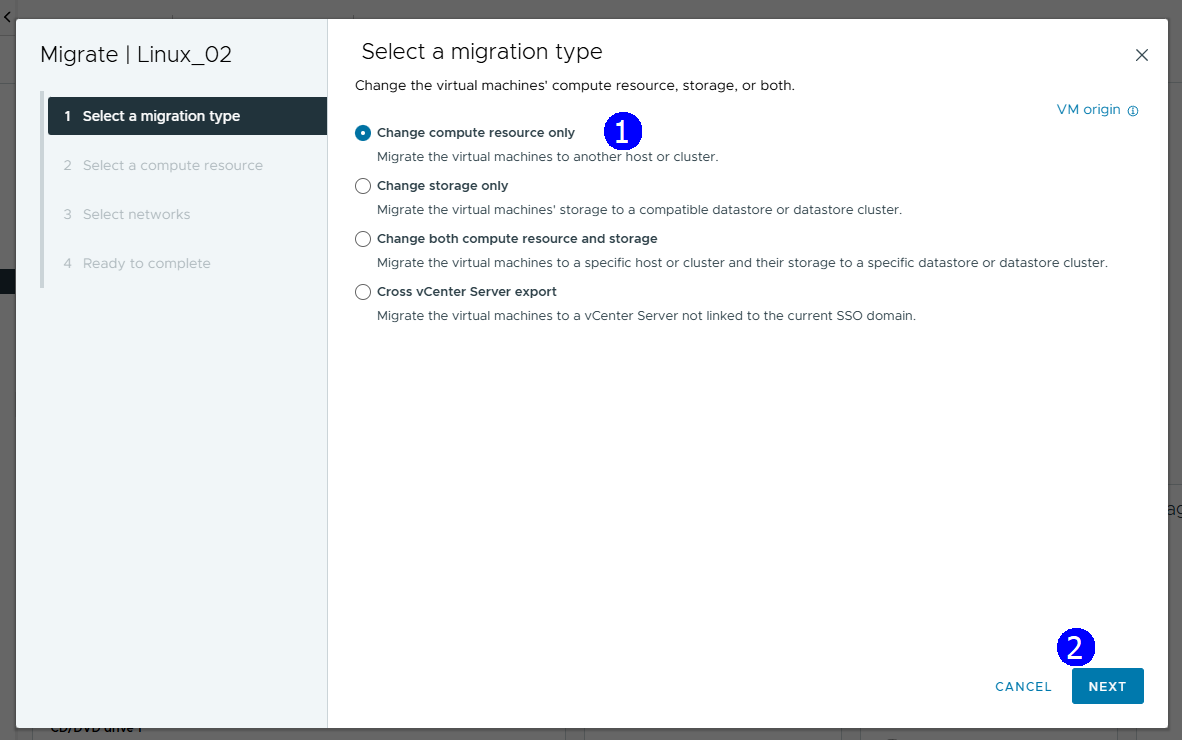 Migrate | Linux_02
1 Select a migration type
2 Select a compute resource
3 Select networks
4 Ready to complete
Select a migration type
Change the virtual machines' compute resource, storage, or both.
VM origin
Change compute resource only
1
Migrate the virtual machines to another host or cluster.
Change storage only
Migrate the virtual machines' storage to a compatible datastore or datastore cluster.
Change both compute resource and storage
Migrate the virtual machines to a specific host or cluster and their storage to a specific datastore or datastore cluster.
Cross vCenter Server export
Migrate the virtual machines to a vCenter Server not linked to the current SSO domain.
2
CANCEL
NEXT